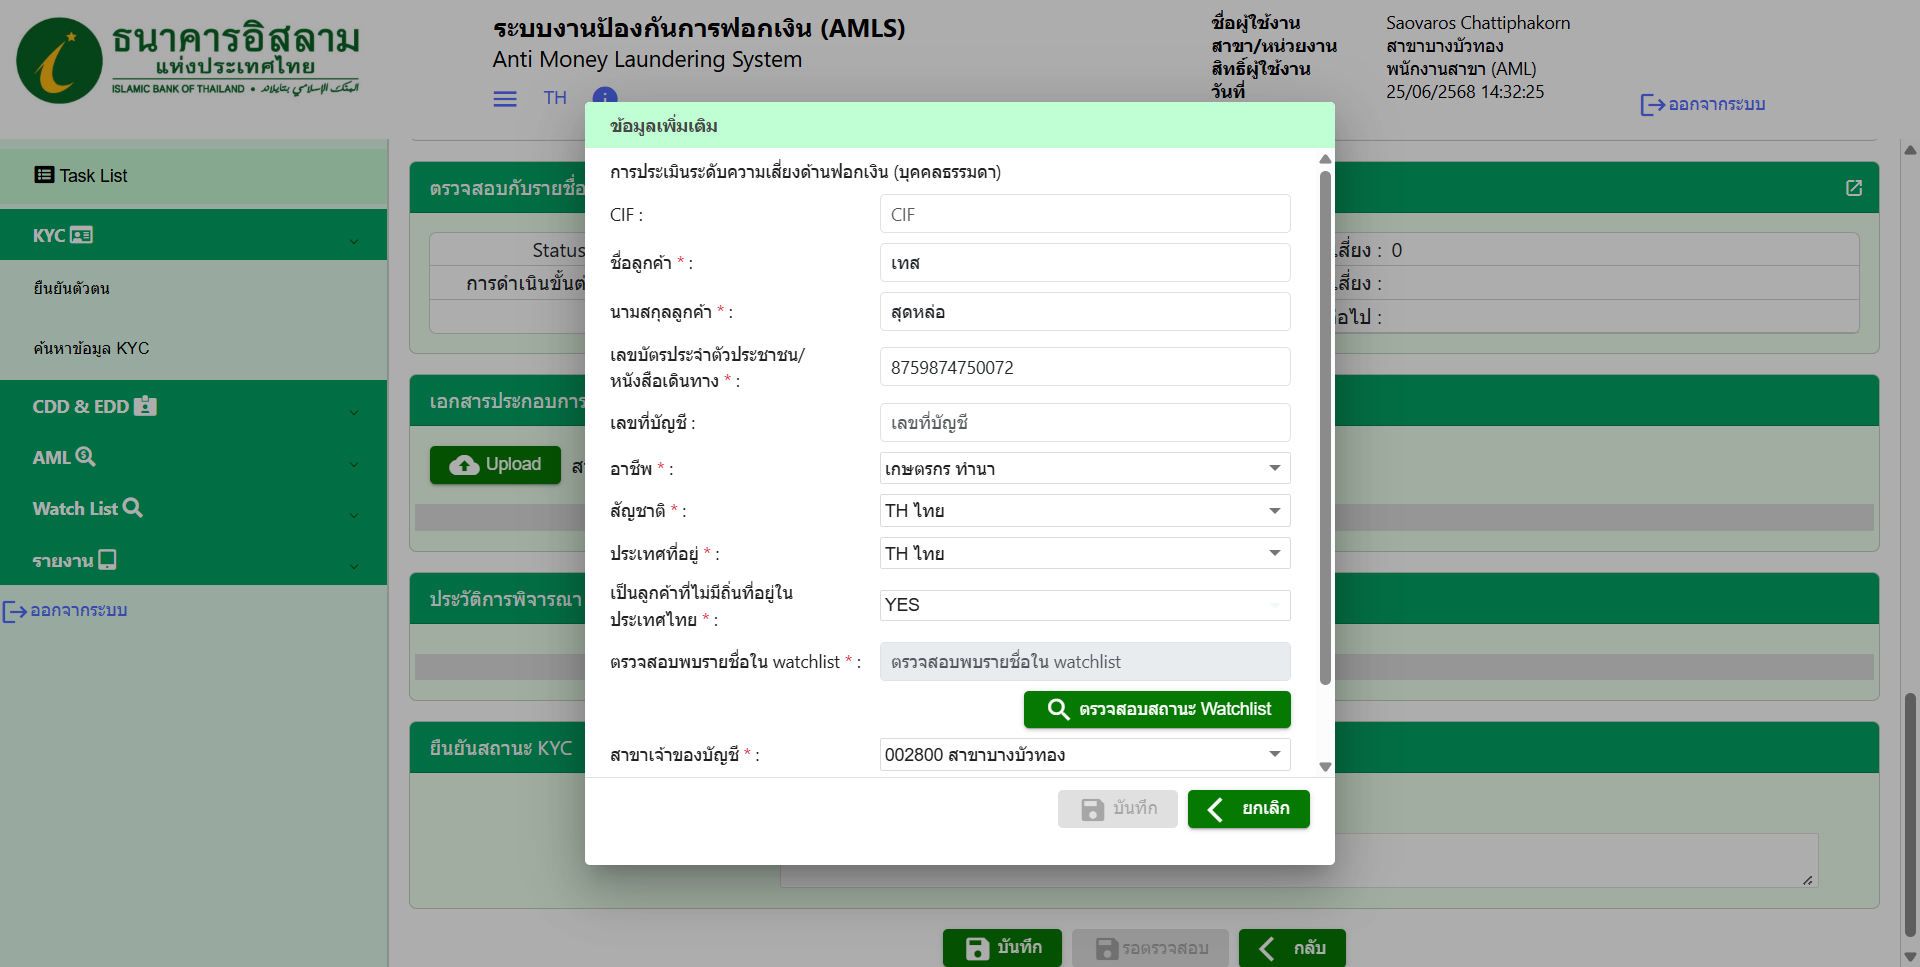 ธนาคารอิสลาม
แห่งประเทศไทย
ISLAMIC BANK OF THAILAND •
ระบบงานป้องกันการฟอกเงิน (AMLS)
Anti Money Laundering System
TH
ชื่อผู้ใช้งาน Saovaros Chattiphakorn
สาขา/หน่วยงาน สาขาบางบัวทอง
สิทธิ์ผู้ใช้งาน พนักงานสาขา (AML)
วันที่ 25/06/2568 14:32:25
ออกจากระบบ
Task List
KYC
ยืนยันตัวตน
ค้นหาข้อมูล KYC
CDD & EDD
AML
Watch List
รายงาน
ออกจากระบบ
ตรวจสอบกับรายชื่อ
Status
เสี่ยง : 0
การดำเนินขั้นต
เสี่ยง :
อไป :
เอกสารประกอบการ
Upload
ประวัติการพิจารณา
ยืนยันสถานะ KYC
ข้อมูลเพิ่มเติม
การประเมินระดับความเสี่ยงด้านฟอกเงิน (บุคคลธรรมดา)
CIF : CIF
ชื่อลูกค้า * : เทส
นามสกุลลูกค้า * : สุดหล่อ
เลขบัตรประจำตัวประชาชน/
หนังสือเดินทาง * : 8759874750072
เลขที่บัญชี : เลขที่บัญชี
อาชีพ * : เกษตรกร ทำนา
สัญชาติ * : TH ไทย
ประเทศที่อยู่ * : TH ไทย
เป็นลูกค้าที่ไม่มีถิ่นที่อยู่ใน
ประเทศไทย * : YES
ตรวจสอบพบรายชื่อใน watchlist * : ตรวจสอบพบรายชื่อใน watchlist
ตรวจสอบสถานะ Watchlist
สาขาเจ้าของบัญชี * : 002800 สาขาบางบัวทอง
บันทึก ยกเลิก
บันทึก รอตรวจสอบ กลับ